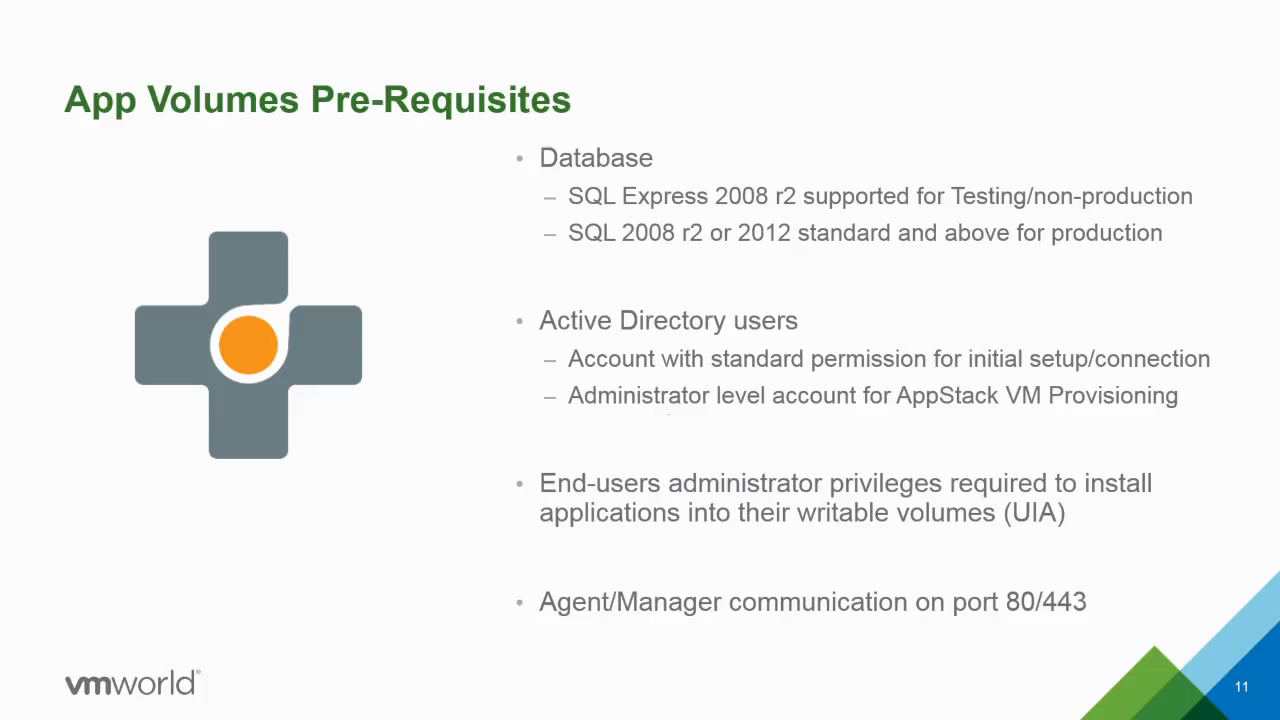 App Volumes Pre-Requisites
• Database
– SQL Express 2008 r2 supported for Testing/non-production
– SQL 2008 r2 or 2012 standard and above for production
• Active Directory users
– Account with standard permission for initial setup/connection
– Administrator level account for AppStack VM Provisioning
• End-users administrator privileges required to install
applications into their writable volumes (UIA)
• Agent/Manager communication on port 80/443
vmworld®
11